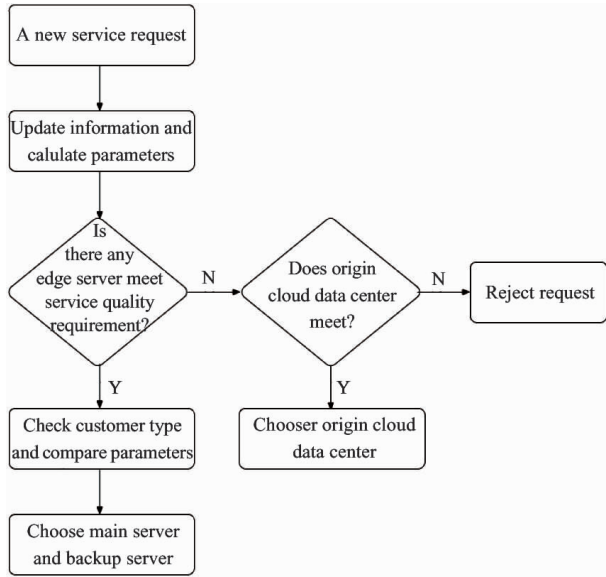 A new service request
Update information and
calulate parameters
Is
there any
edge server meet
service quality
requirement?
N
Does origin
cloud data center
meet?
N
Reject request
Y
Y
Check customer type
and compare parameters
Chooser origin cloud
data center
Choose main server
and backup server